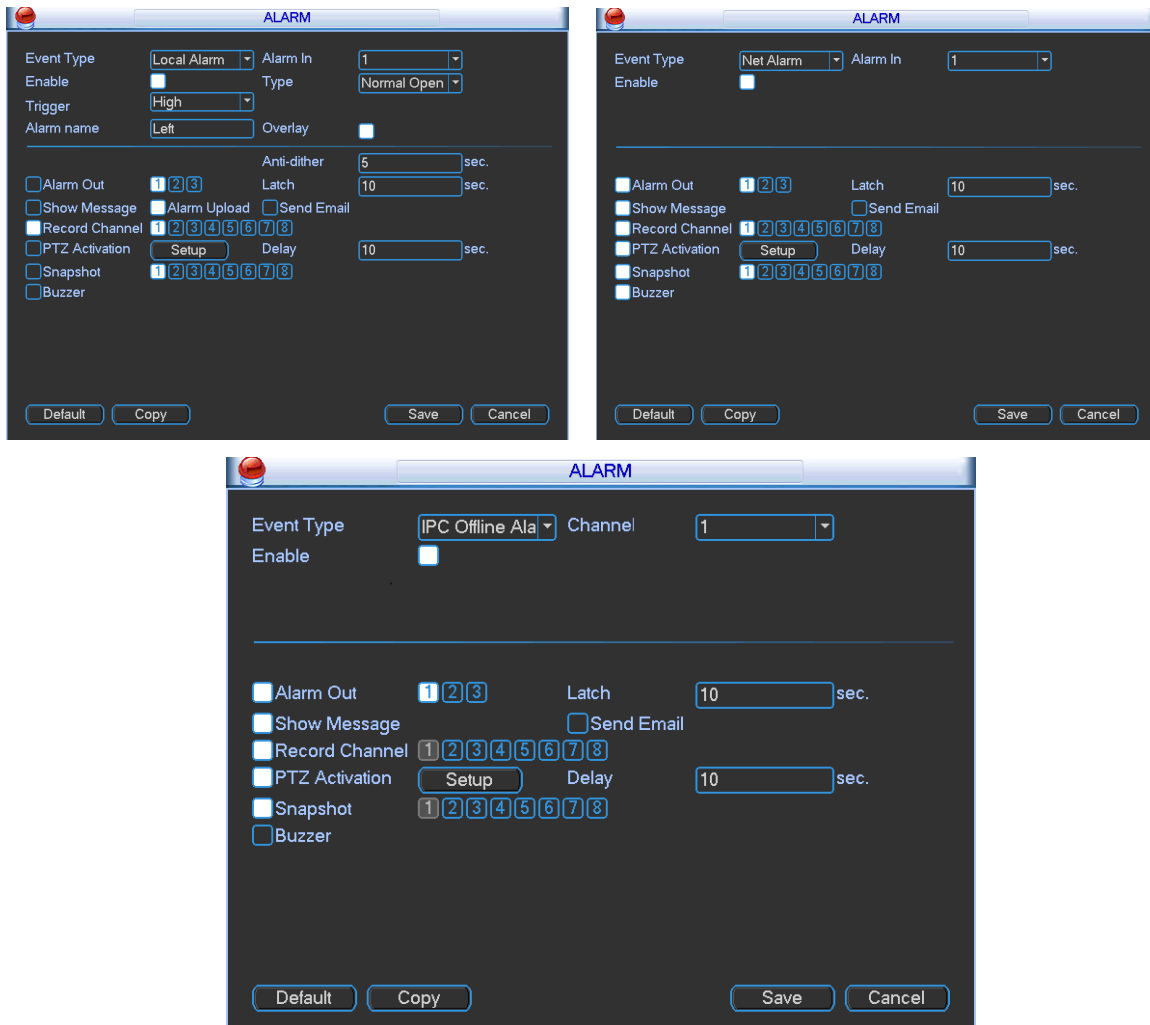 ALARM
Event Type Local Alarm Alarm In 1
Enable Type Normal Open
Trigger High
Alarm name Left Overlay
Anti-dither 5 sec.
Alarm Out 1 2 3 Latch 10 sec.
Show Message Alarm Upload Send Email
Record Channel 1 2 3 4 5 6 7 8
PTZ Activation Setup Delay 10 sec.
Snapshot 1 2 3 4 5 6 7 8
Buzzer
Default Copy Save Cancel
ALARM
Event Type Net Alarm Alarm In 1
Enable
Alarm Out 1 2 3 Latch 10 sec.
Show Message Send Email
Record Channel 1 2 3 4 5 6 7 8
PTZ Activation Setup Delay 10 sec.
Snapshot 1 2 3 4 5 6 7 8
Buzzer
Default Copy Save Cancel
ALARM
Event Type IPC Offline Ala Channel 1
Enable
Alarm Out 1 2 3 Latch 10 sec.
Show Message Send Email
Record Channel 1 2 3 4 5 6 7 8
PTZ Activation Setup Delay 10 sec.
Snapshot 1 2 3 4 5 6 7 8
Buzzer
Default Copy Save Cancel